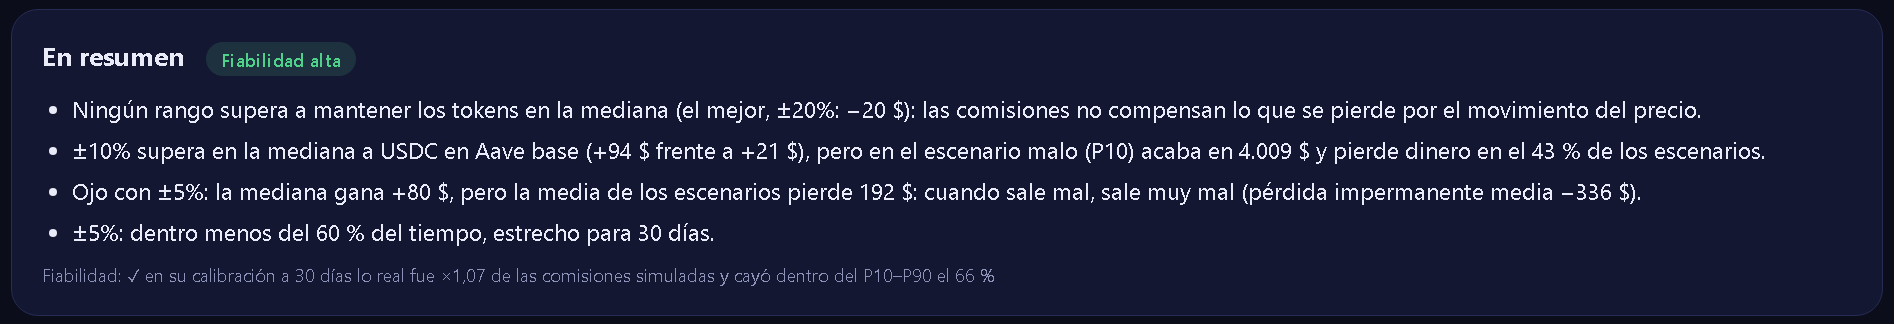 En resumen Fiabilidad alta
• Ningún rango supera a mantener los tokens en la mediana (el mejor, ±20%: −20 $): las comisiones no compensan lo que se pierde por el movimiento del precio.
• ±10% supera en la mediana a USDC en Aave base (+94 $ frente a +21 $), pero en el escenario malo (P10) acaba en 4.009 $ y pierde dinero en el 43 % de los escenarios.
• Ojo con ±5%: la mediana gana +80 $, pero la media de los escenarios pierde 192 $: cuando sale mal, sale muy mal (pérdida impermanente media −336 $).
• ±5%: dentro menos del 60 % del tiempo, estrecho para 30 días.
Fiabilidad: ✓ en su calibración a 30 días lo real fue ×1,07 de las comisiones simuladas y cayó dentro del P10–P90 el 66 %